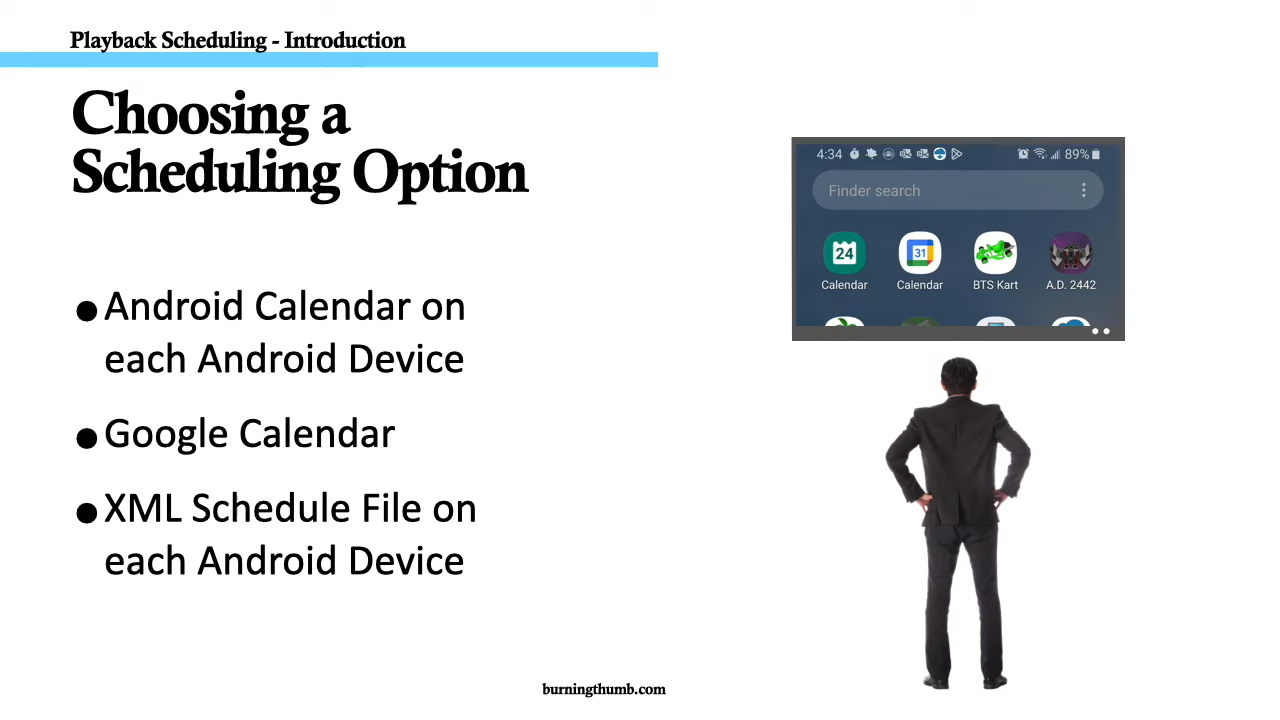 Playback Scheduling - Introduction
Choosing a
Scheduling Option
● Android Calendar on
each Android Device
● Google Calendar
● XML Schedule File on
each Android Device
4:34
89%
Finder search
24
31
Calendar
Calendar
BTS Kart
A.D. 2442
burningthumb.com